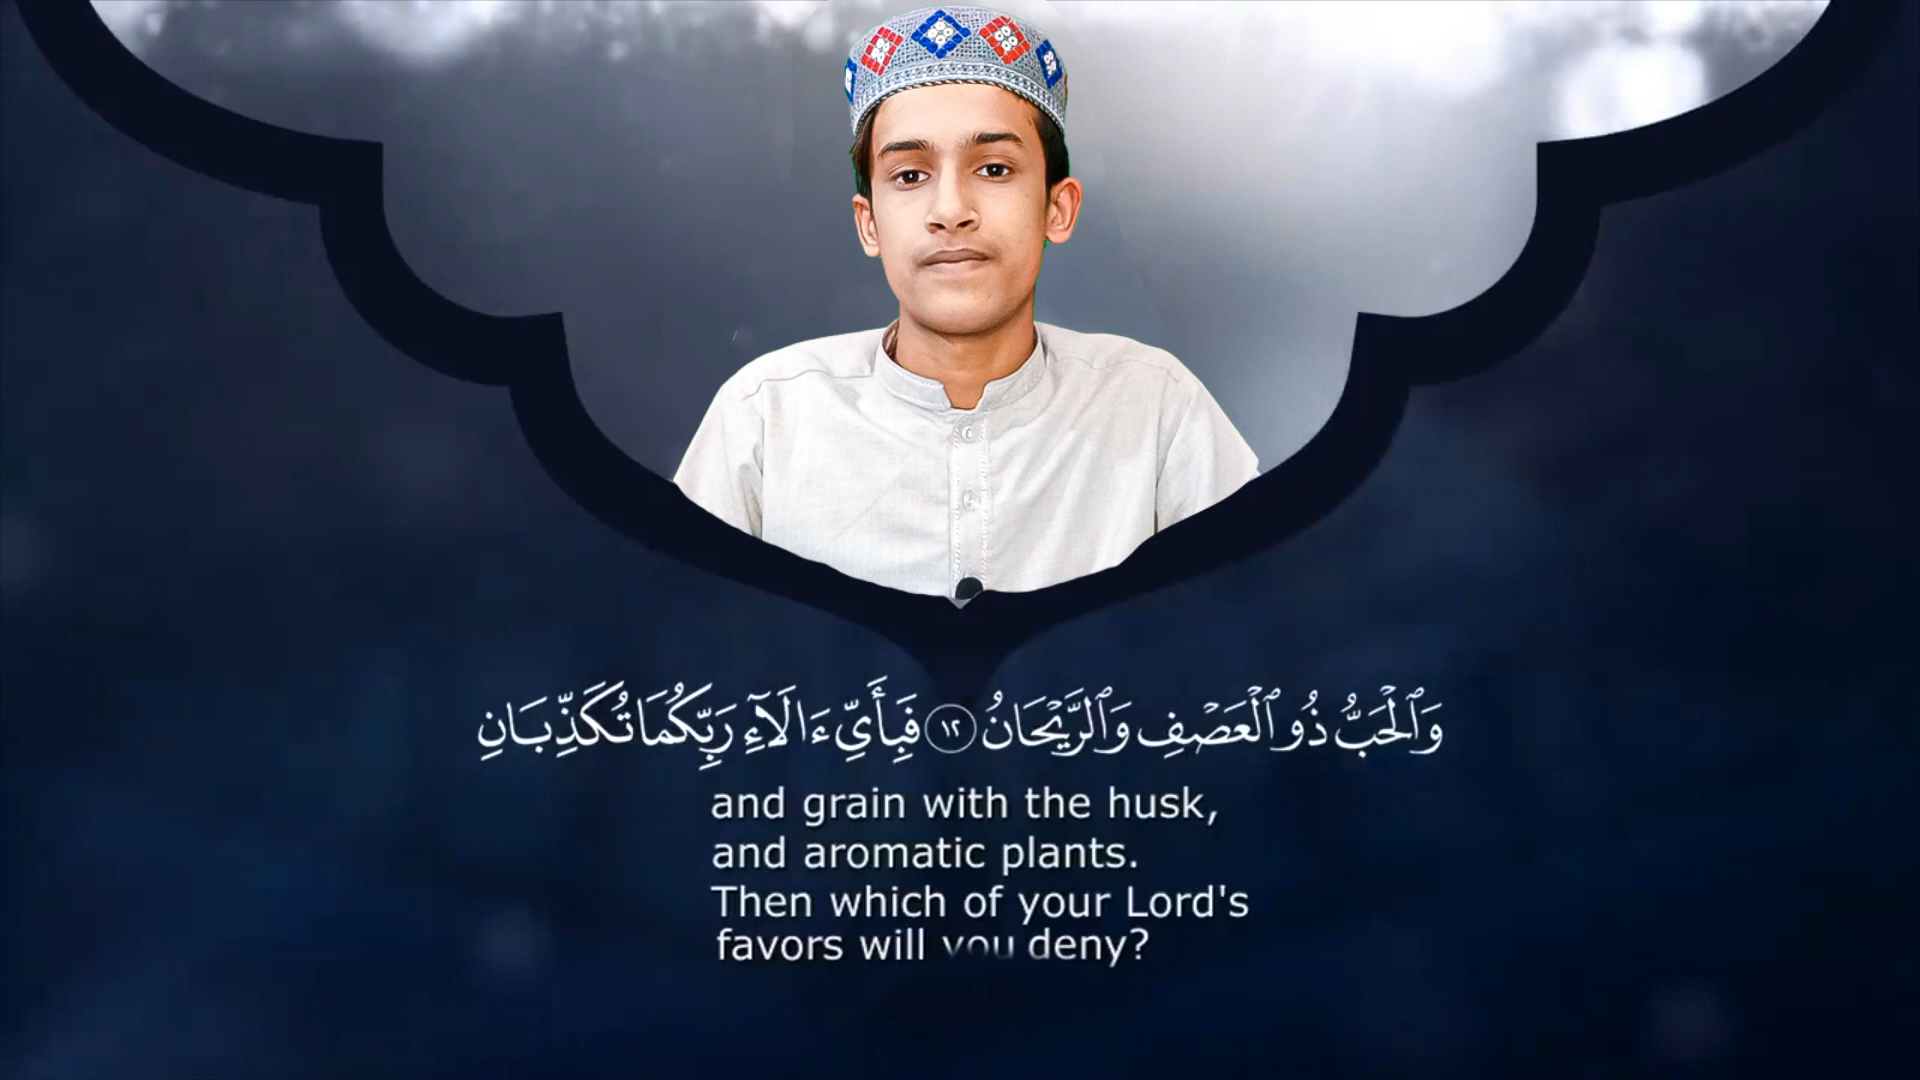 وَٱلْحَبُّ ذُو ٱلْعَصْفِ وَٱلرَّيْحَانُ ١٢ فَبِأَيِّ ءَالَآءِ رَبِّكُمَا تُكَذِّبَانِ
and grain with the husk,
and aromatic plants.
Then which of your Lord's
favors will you deny?